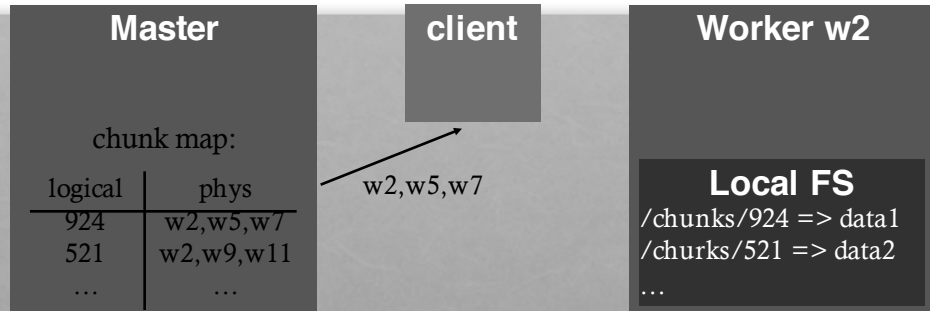 Master
chunk map:
logical phys
924 w2,w5,w7
521 w2,w9,w11
... ...
client
w2,w5,w7
Worker w2
Local FS
/chunks/924 => data1
/churks/521 => data2
...